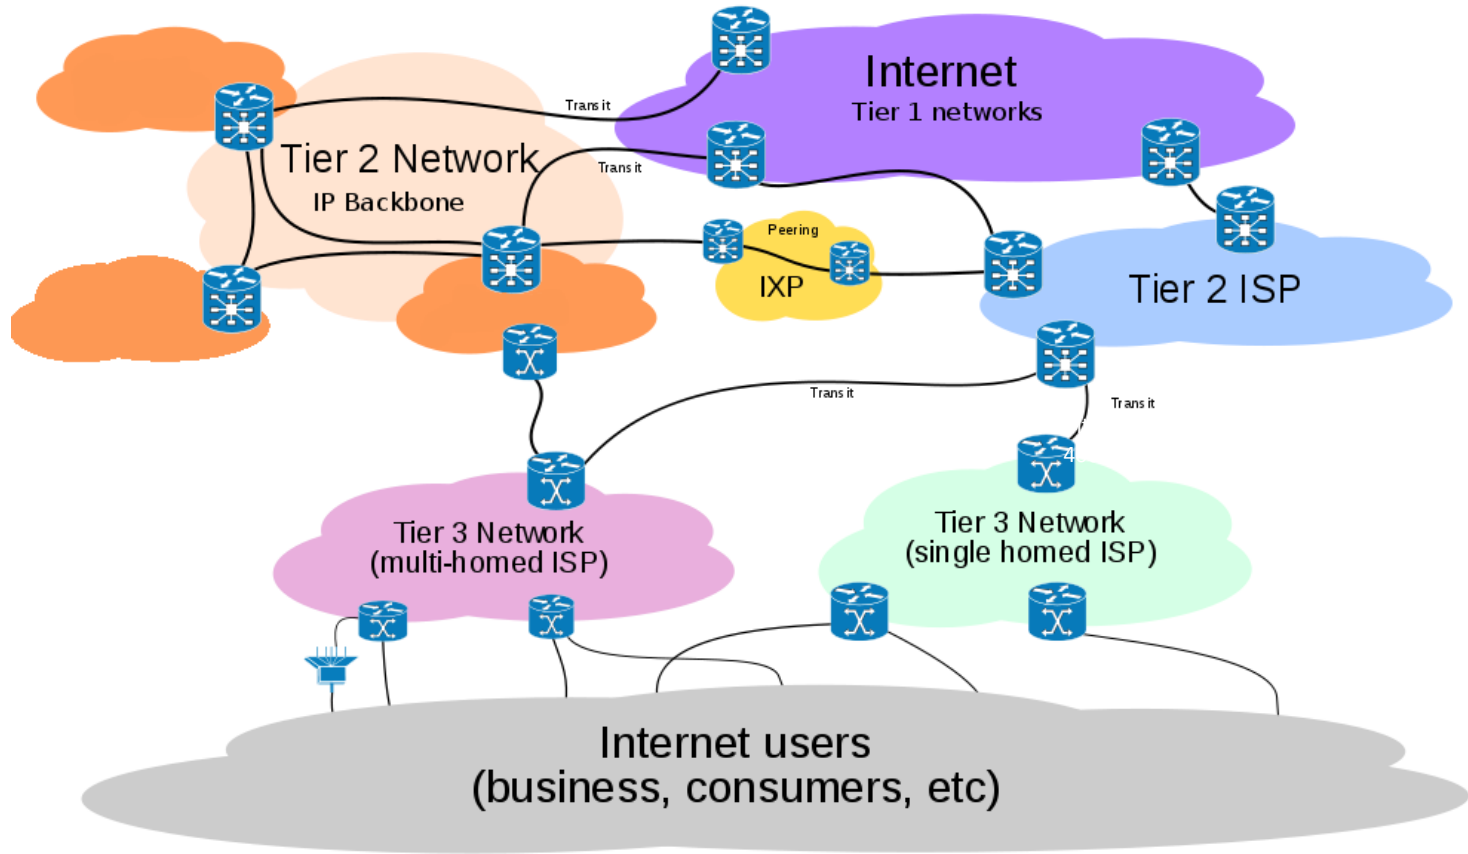 Internet
Tier 1 networks
Transit
Tier 2 Network
IP Backbone
Transit
Peering
IXP
Tier 2 ISP
Transit
Transit
4
Tier 3 Network
(multi-homed ISP)
Tier 3 Network
(single homed ISP)
Internet users
(business, consumers, etc)